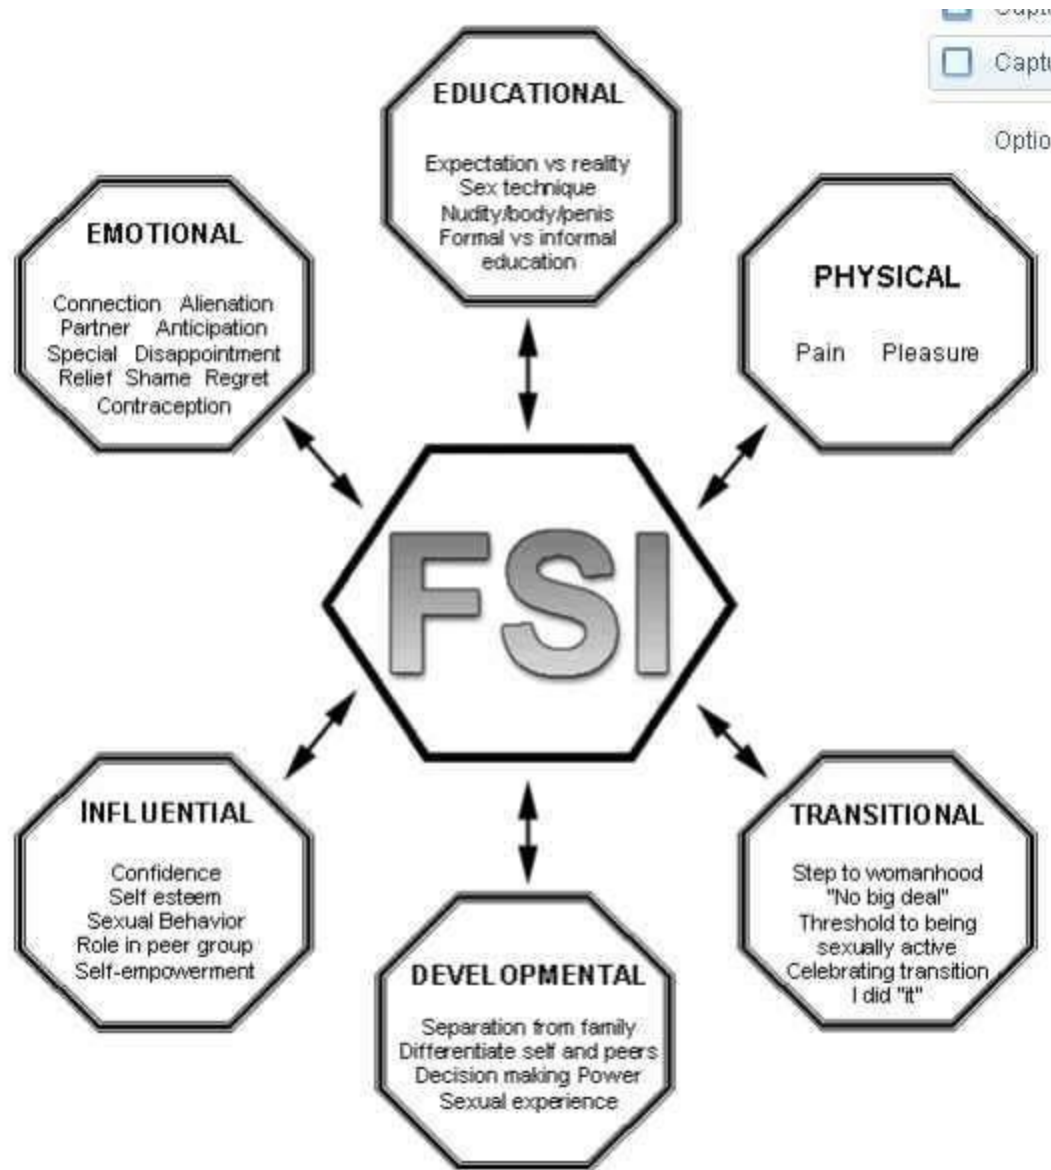 Captu
Optio
EDUCATIONAL
Expectation vs reality
Sex technique
Nudity/body/penis
Formal vs informal
education
EMOTIONAL
Connection Alienation
Partner Anticipation
Special Disappointment
Relief Shame Regret
Contraception
PHYSICAL
Pain Pleasure
FSI
INFLUENTIAL
Confidence
Self esteem
Sexual Behavior
Role in peer group
Self-empowerment
DEVELOPMENTAL
Separation from family
Differentiate self and peers
Decision making Power
Sexual experience
TRANSITIONAL
Step to womanhood
"No big deal"
Threshold to being
sexually active
Celebrating transition
I did "it"